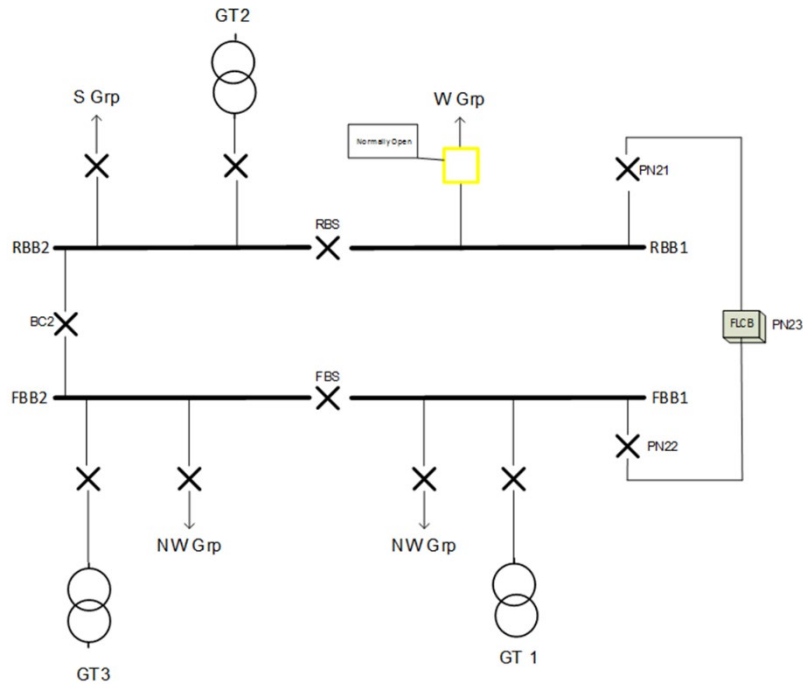 GT2
S Grp
W Grp
Normally Open
PN21
RBS
RBB2
RBB1
BC2
FLCB
PN23
FBS
FBB2
FBB1
PN22
NW Grp
NW Grp
GT 1
GT3